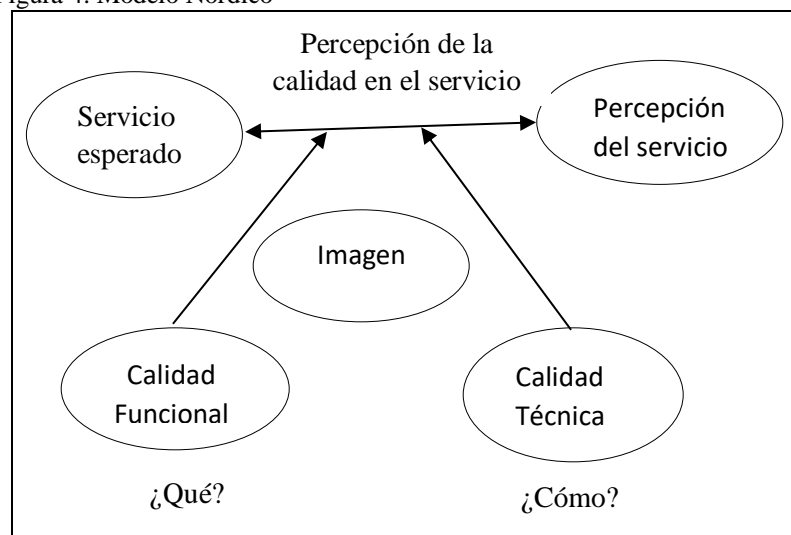 Figura 4. Modelo Nórdico
Percepción de la
calidad en el servicio
Servicio
esperado
Percepción
del servicio
Imagen
Calidad
Funcional
Calidad
Técnica
¿Qué?
¿Cómo?